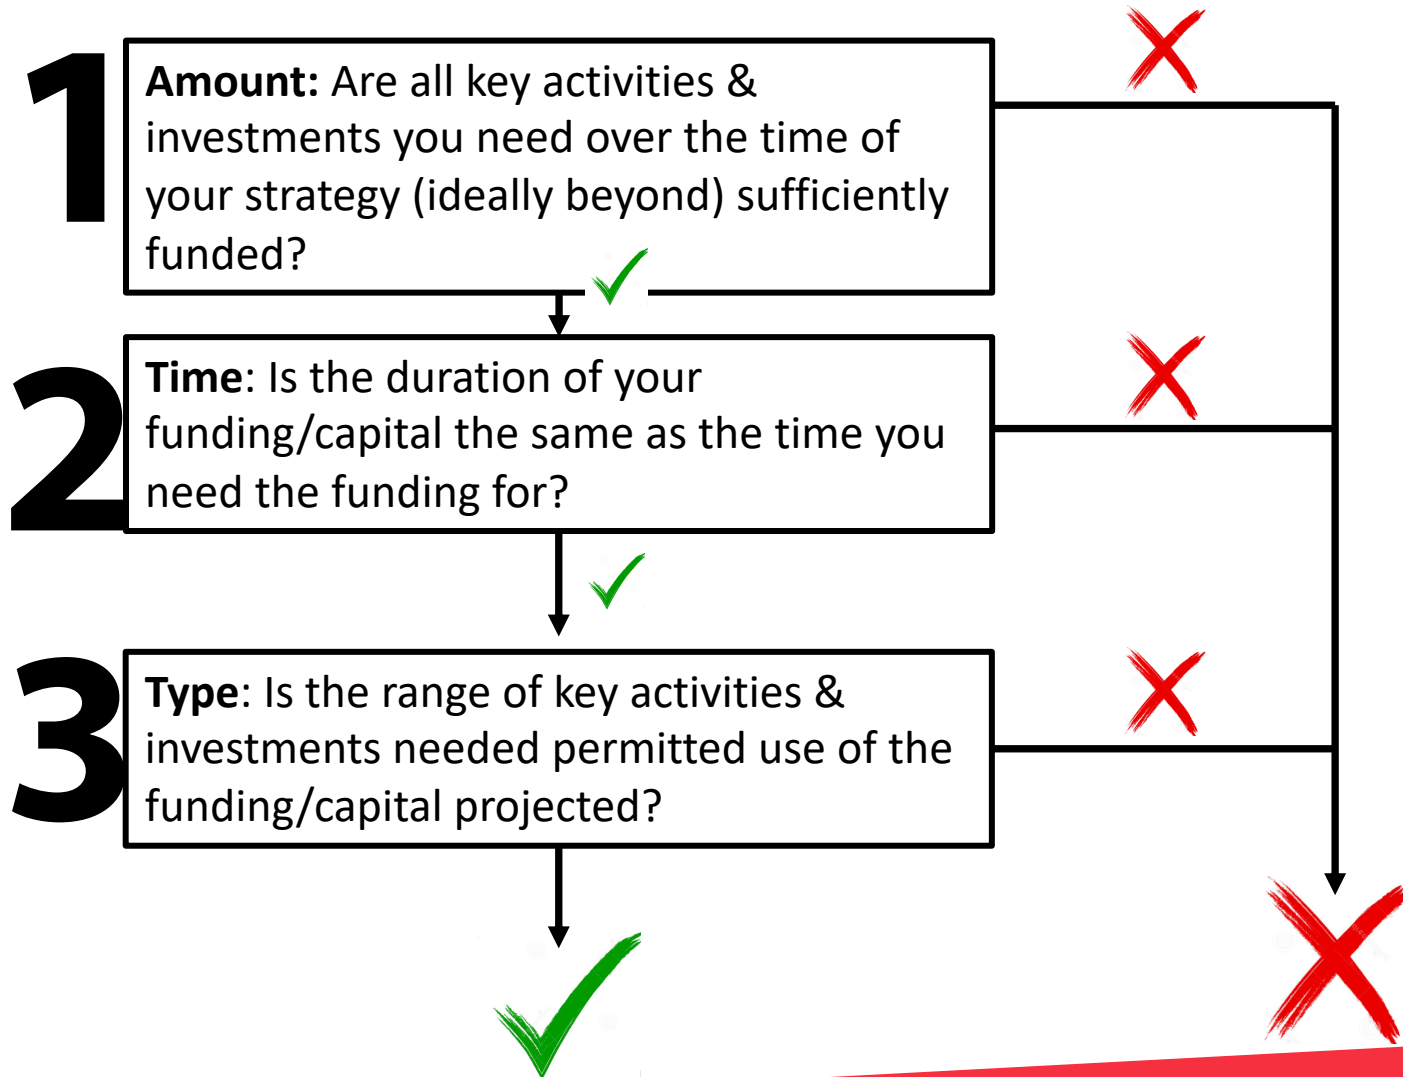 1
Amount: Are all key activities &
investments you need over the time of
your strategy (ideally beyond) sufficiently
funded?
2
Time: Is the duration of your
funding/capital the same as the time you
need the funding for?
3
Type: Is the range of key activities &
investments needed permitted use of the
funding/capital projected?